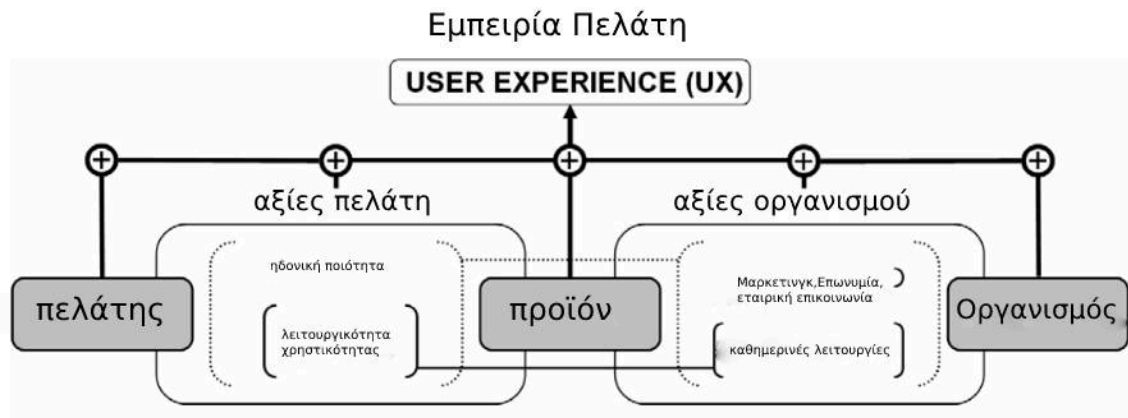 Εμπειρία Πελάτη
USER EXPERIENCE (UX)
αξίες πελάτη
αξίες οργανισμού
ηδονική ποιότητα
Μαρκετινγκ,Επωνυμία,
εταιρική επικοινωνία
πελάτης
προϊόν
Οργανισμός
λειτουργικότητα
χρηστικότητας
καθημερινές λειτουργίες